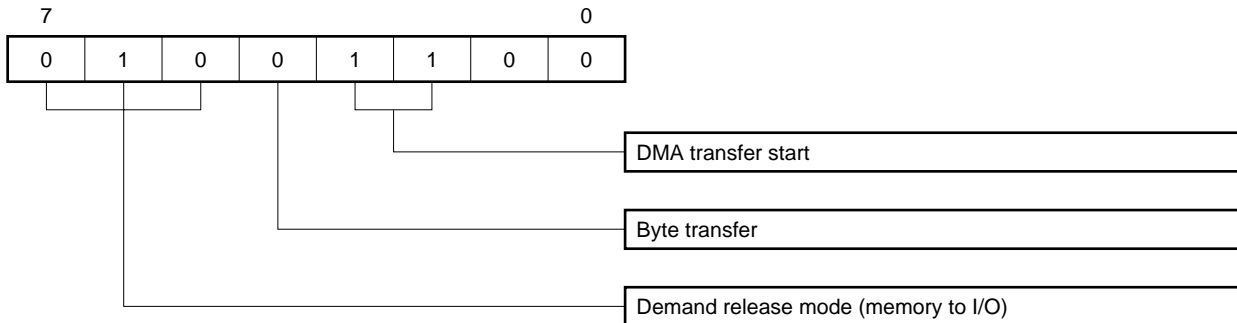 7 0
0 1 0 0 1 1 0 0
DMA transfer start
Byte transfer
Demand release mode (memory to I/O)